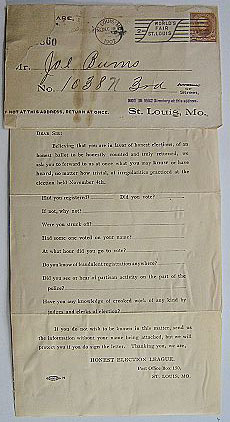 WORLD'S
FAIR
ST. LOUIS
Mr. Joe Burns
No. 1038 N 3rd
IF NOT AT THIS ADDRESS, RETURN AT ONCE.
St. Louis, Mo.
DEAR SIR:
Believing that you are in favor of honest elections, of an
honest ballot to be honestly counted and truly returned, we
ask you to forward to us at once what you may know or have
heard, no matter how trivial, of irregularities practiced at the
election held November 4th.
Had you registered? Did you vote?
If not, why not?
Were you struck off?
Had some one voted on your name?
At what hour did you go to vote?
Do you know of fraudulent registration anywhere?
Did you see or hear of partisan activity on the part of the
police?
Have you any knowledge of crooked work of any kind by
judges and clerks of election?
If you do not wish to be known in this matter, send us
the information without your name being attached, but we will
protect you if you do sign the letter. Thanking you, we are,
HONEST ELECTION LEAGUE,
Post Office Box 150,
ST. LOUIS, MO.